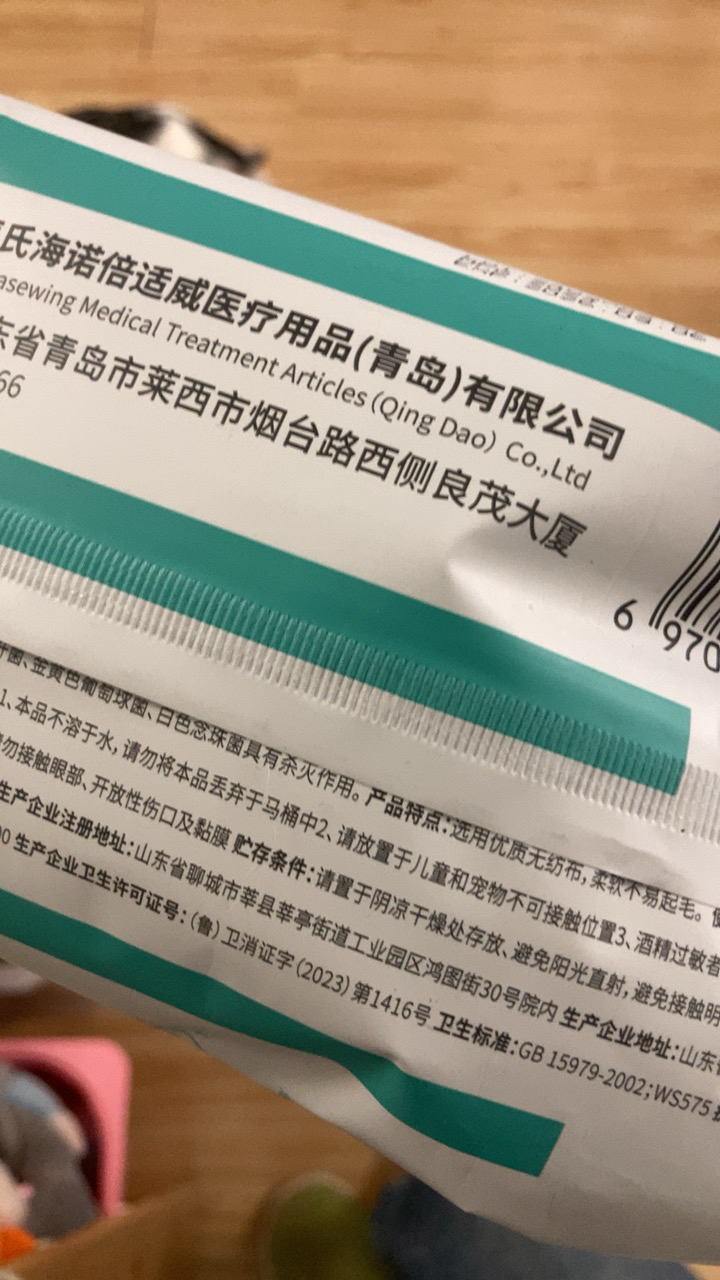 氏海诺倍适威医疗用品(青岛)有限公司
asewing Medical Treatment Articles (Qing Dao) Co.,Ltd
省青岛市莱西市烟台路西侧良茂大厦
66
6 970
菌、金黄色葡萄球菌、白色念珠菌具有杀灭作用。 产品特点:选用优质无纺布,柔软不易起毛。
1、本品不溶于水,请勿将本品丢弃于马桶中2、请放置于儿童和宠物不可接触位置3、酒精过敏者
勿接触眼部、开放性伤口及黏膜 贮存条件:请置于阴凉干燥处存放、避免阳光直射,避免接触明
生产企业注册地址:山东省聊城市莘县莘亭街道工业园区鸿图街30号院内 生产企业地址:山东
0 生产企业卫生许可证号:(鲁)卫消证字(2023)第1416号 卫生标准:GB 15979-2002;WS575